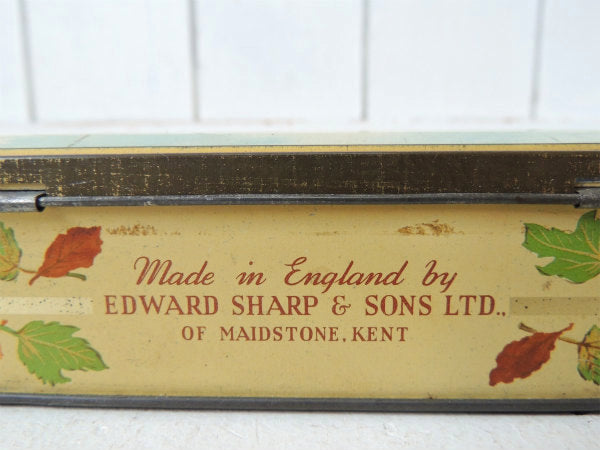 Made in England by
EDWARD SHARP & SONS LTD.,
OF MAIDSTONE, KENT